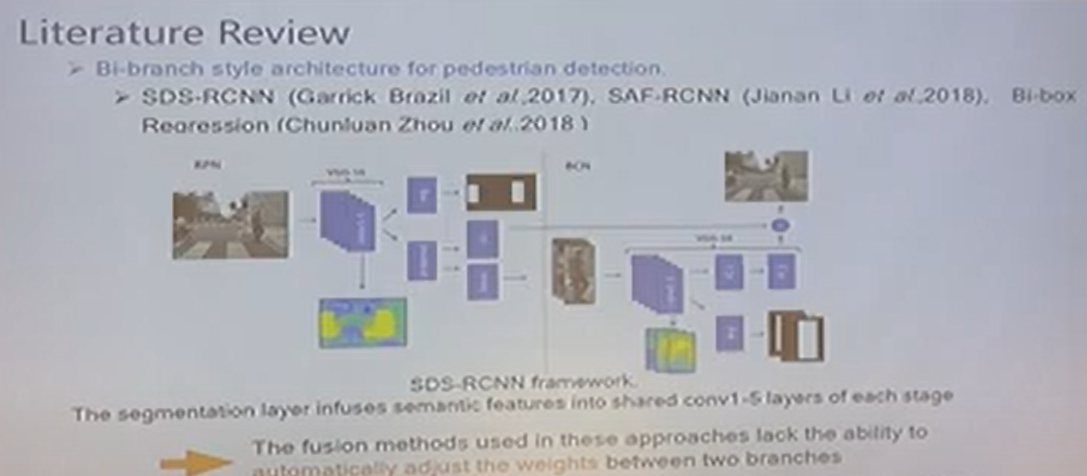 Literature Review
➢ Bi-branch style architecture for pedestrian detection.
➢ SDS-RCNN (Garrick Brazil et al,2017), SAF-RCNN (Jianan Li et al.2018), Bi-box
Regression (Chunluan Zhou et al.2018 )
RPN
BCN
VGG-16
VGG-16
SDS-RCNN framework.
The segmentation layer infuses semantic features into shared conv1-5 layers of each stage
The fusion methods used in these approaches lack the ability to
automatically adjust the weights between two branches